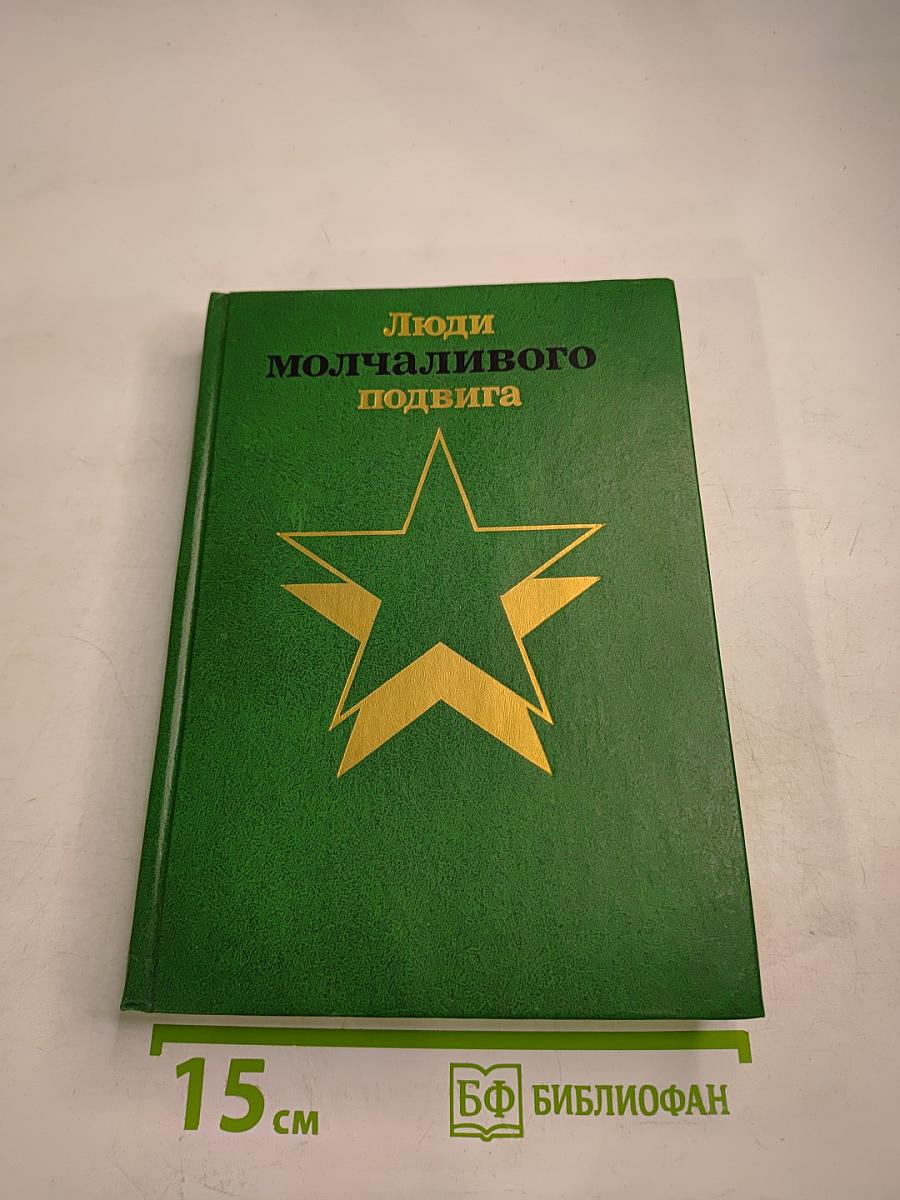 Люди
молчаливого
подвига
15 см
БФ БИБЛИОФАН